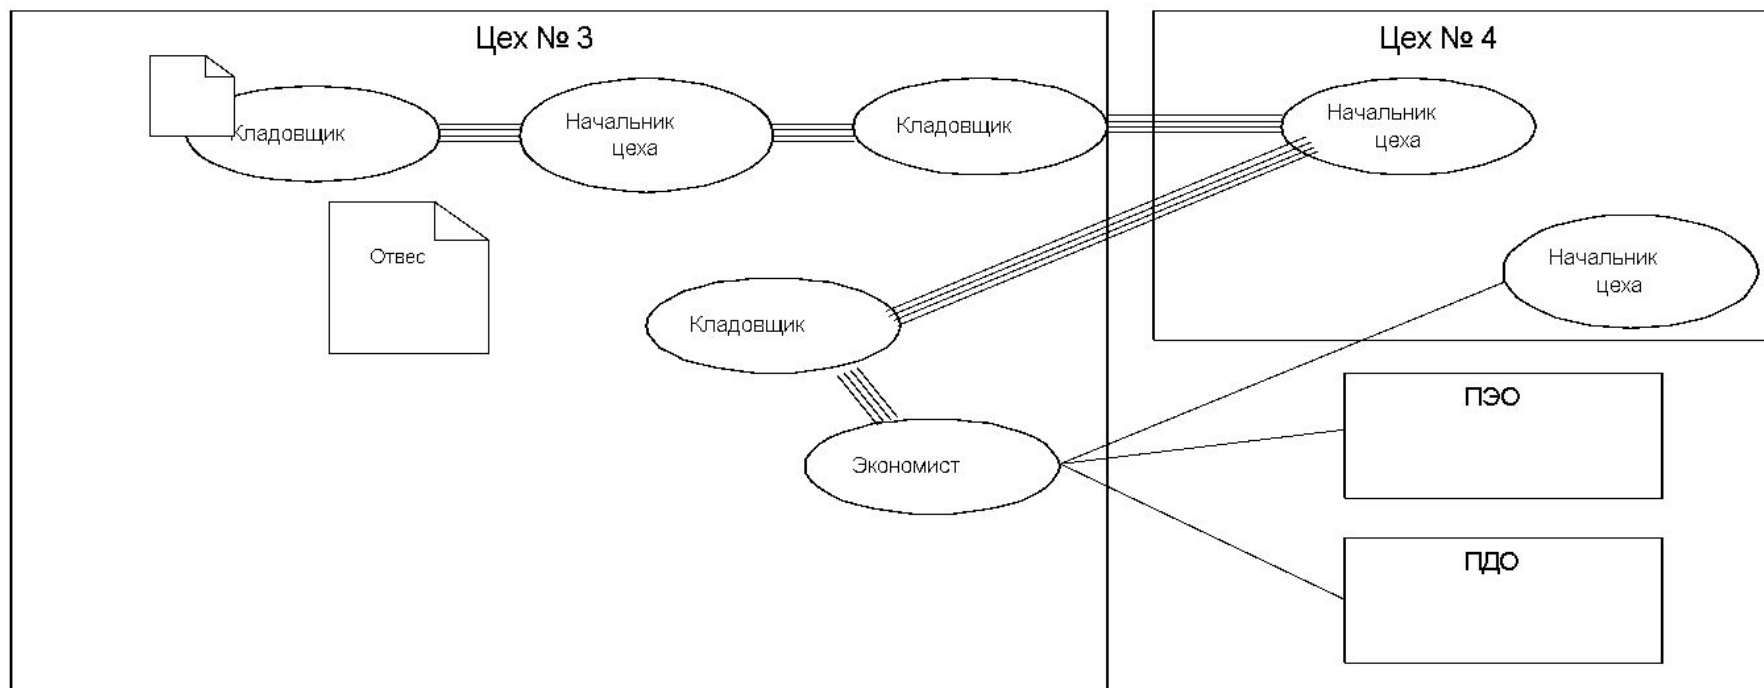 Цех № 3
Цех № 4
Кладовщик
Начальник
цеха
Кладовщик
Начальник
цеха
Отвес
Начальник
цеха
Кладовщик
ПЭО
Экономист
ПДО